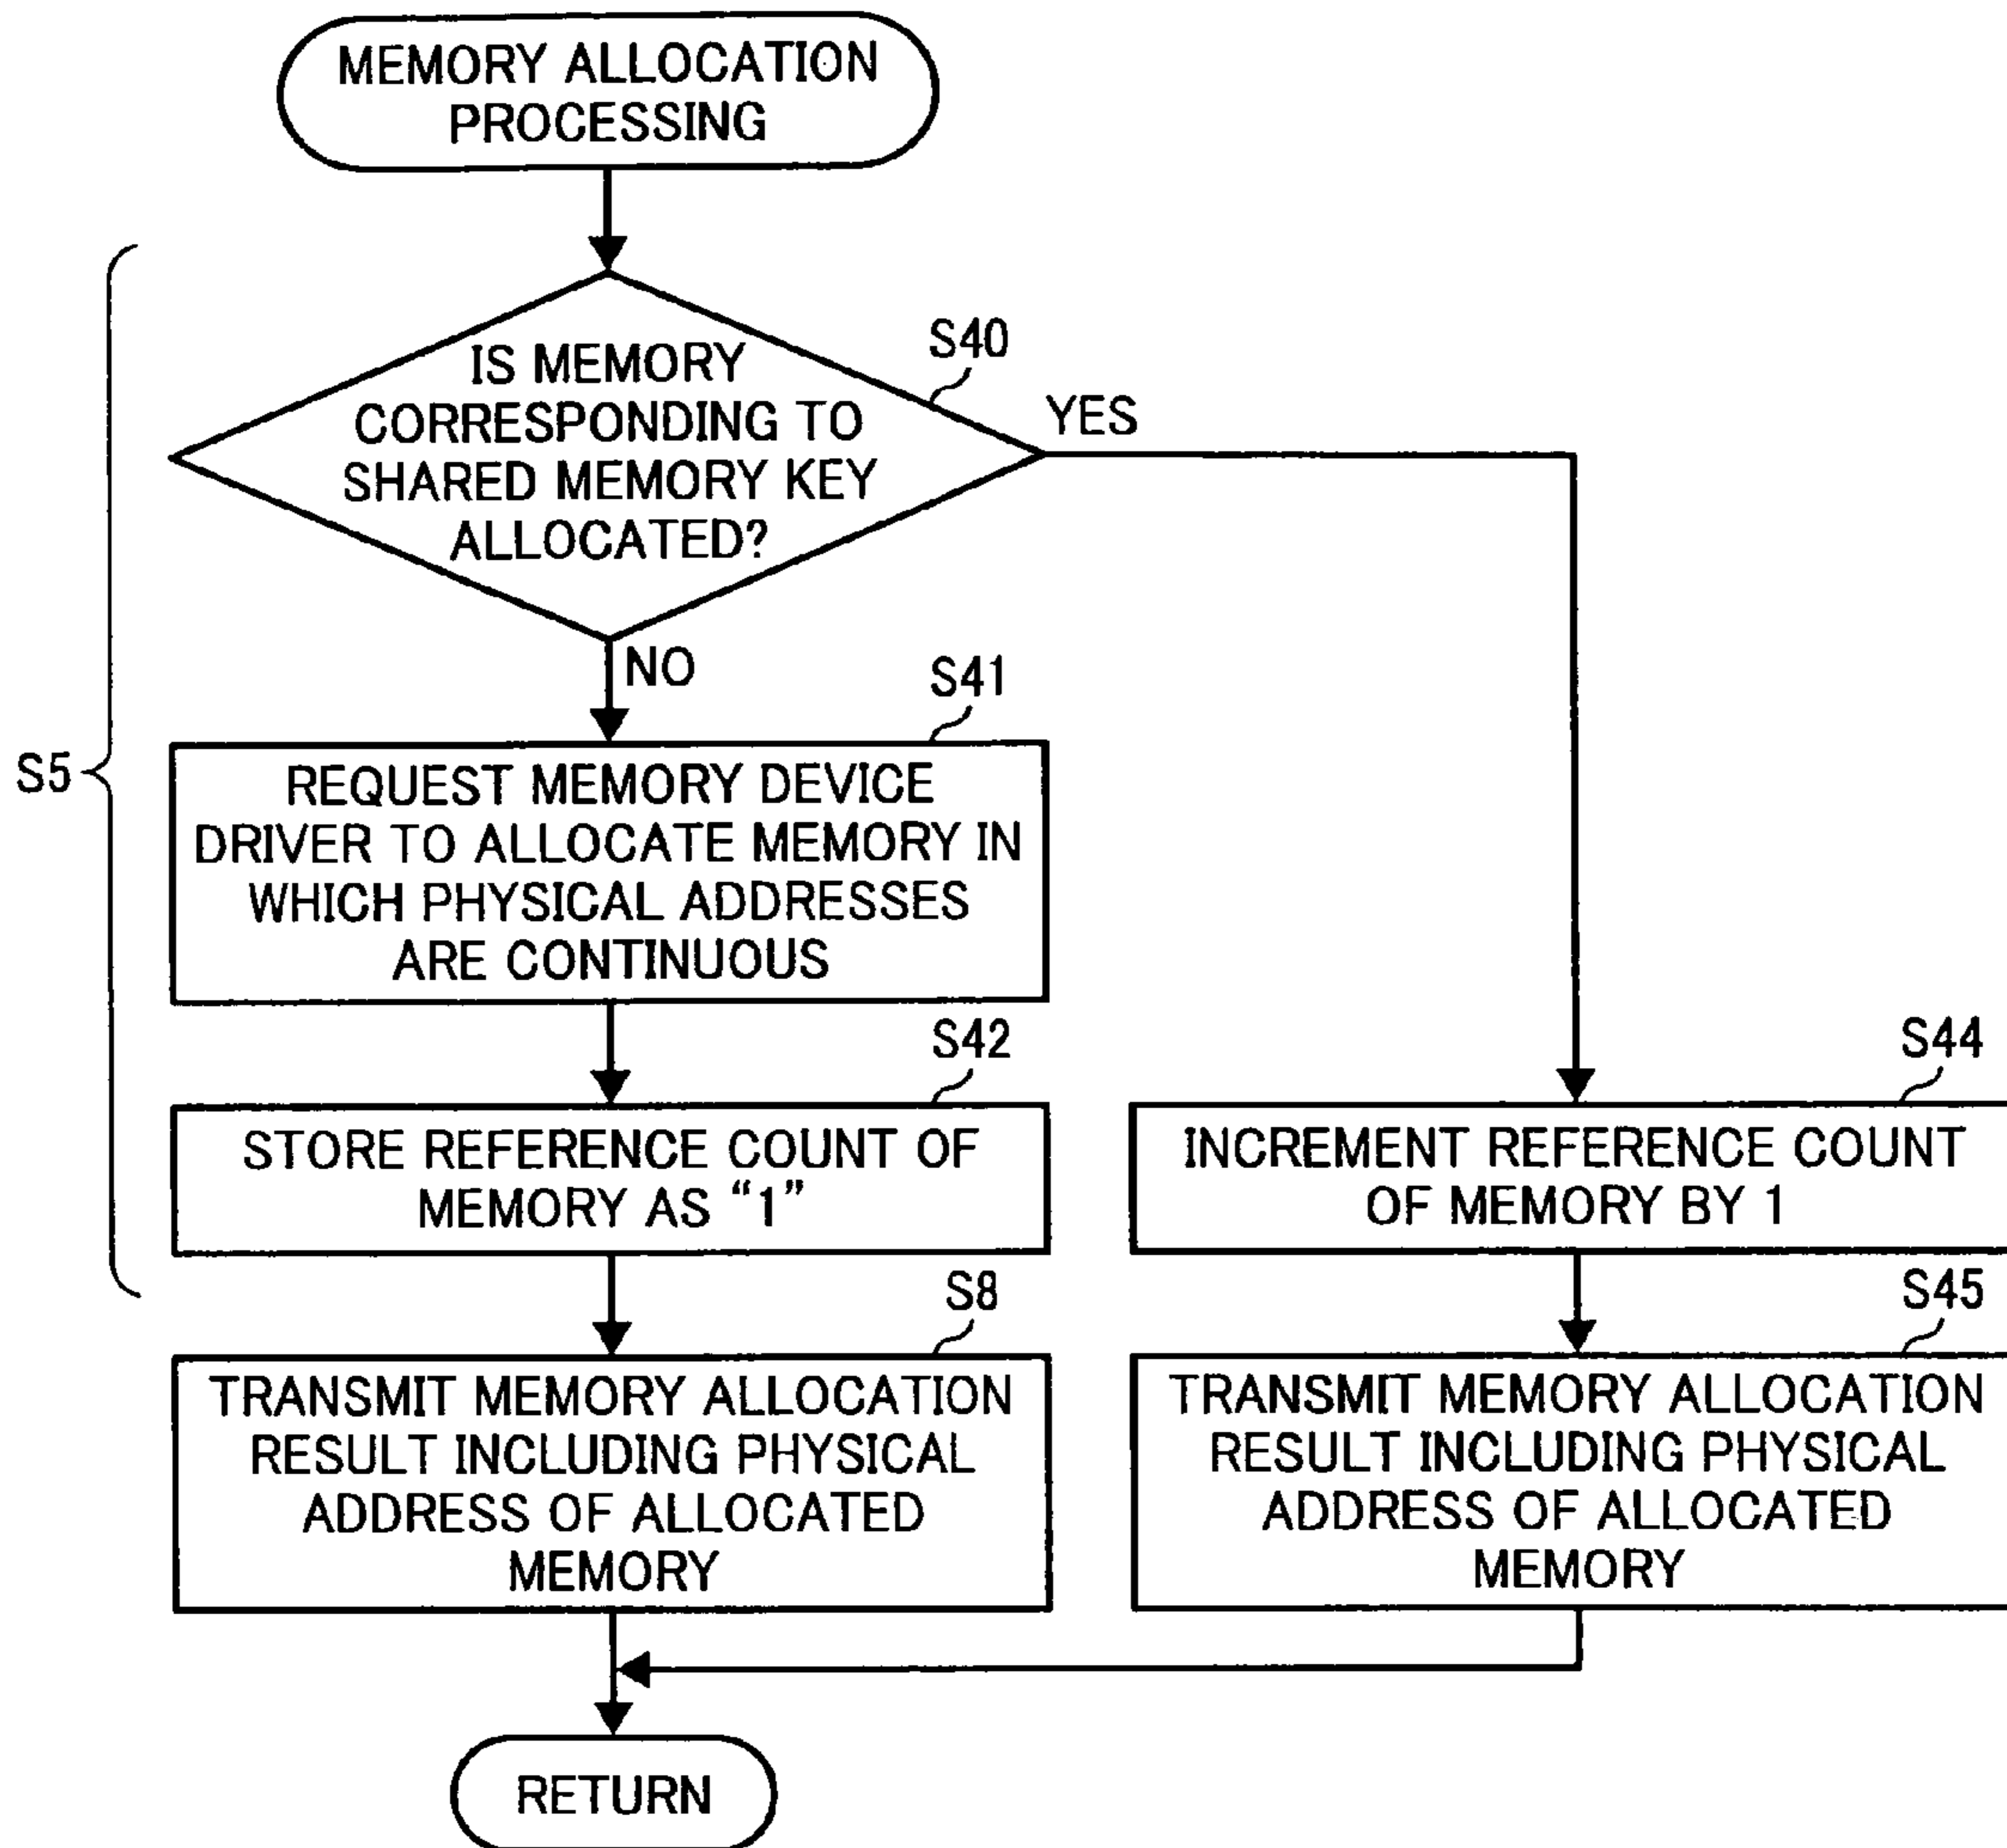 MEMORY ALLOCATION
PROCESSING
S40
IS MEMORY
CORRESPONDING TO
SHARED MEMORY KEY
ALLOCATED?
YES
NO
S5
S41
REQUEST MEMORY DEVICE
DRIVER TO ALLOCATE MEMORY IN
WHICH PHYSICAL ADDRESSES
ARE CONTINUOUS
S42
STORE REFERENCE COUNT OF
MEMORY AS “1”
S44
INCREMENT REFERENCE COUNT
OF MEMORY BY 1
S8
TRANSMIT MEMORY ALLOCATION
RESULT INCLUDING PHYSICAL
ADDRESS OF ALLOCATED
MEMORY
S45
TRANSMIT MEMORY ALLOCATION
RESULT INCLUDING PHYSICAL
ADDRESS OF ALLOCATED
MEMORY
RETURN